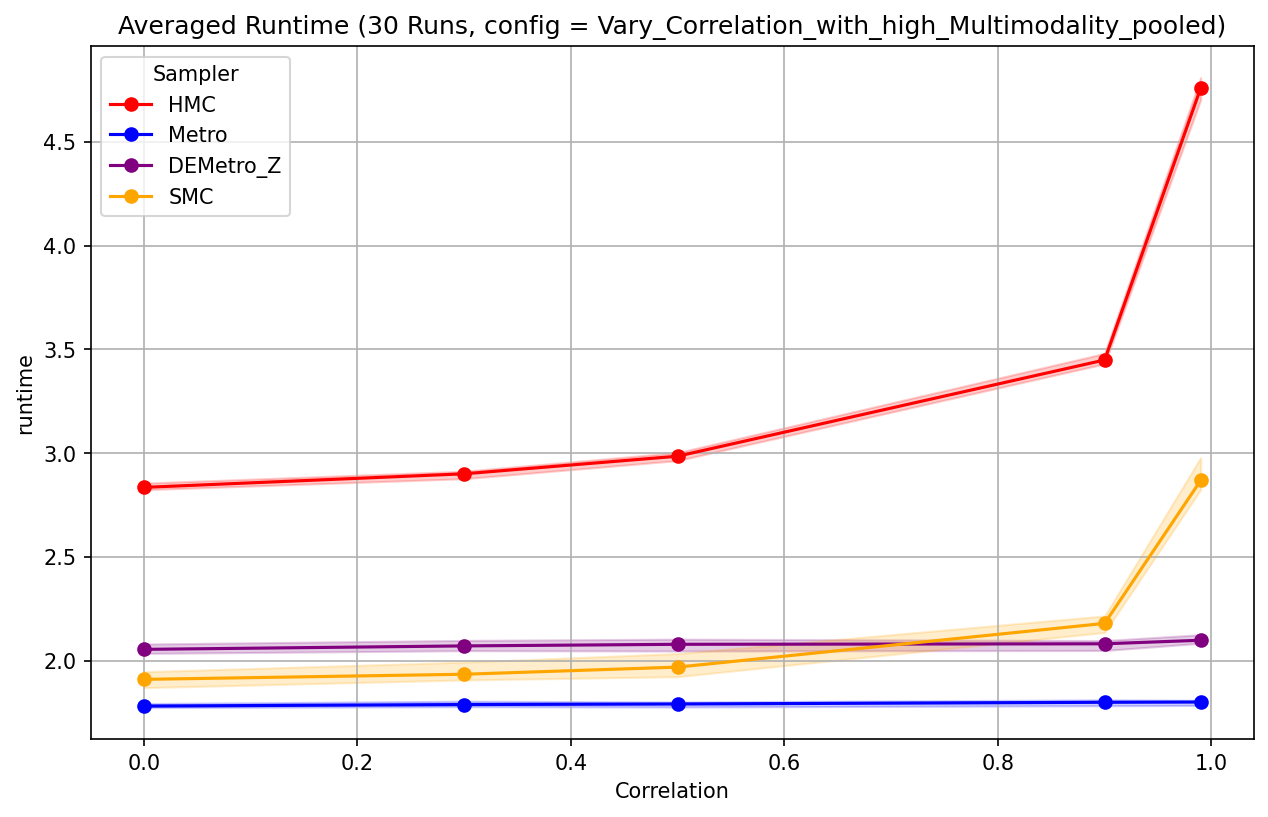 Averaged Runtime (30 Runs, config = Vary_Correlation_with_high_Multimodality_pooled)
Sampler
HMC
Metro
DEMetro_Z
SMC
runtime
4.5
4.0
3.5
3.0
2.5
2.0
0.0 0.2 0.4 0.6 0.8 1.0
Correlation